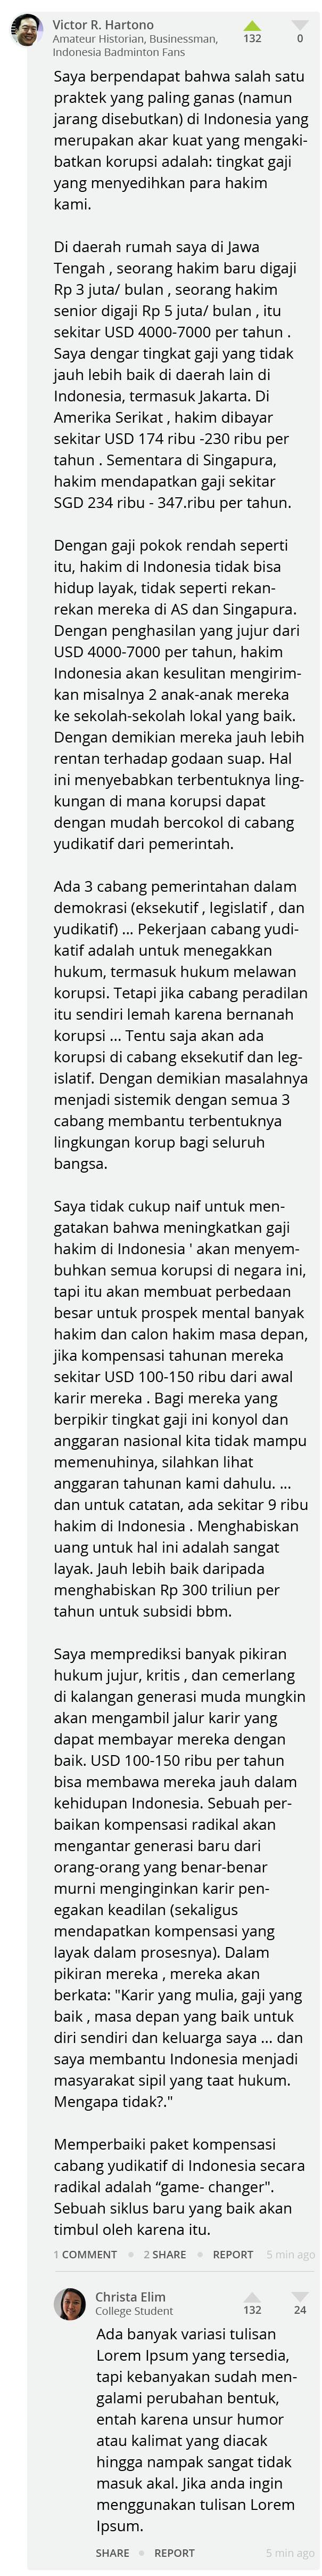 Victor R. Hartono
Amateur Historian, Businessman,
Indonesia Badminton Fans
132
0
Saya berpendapat bahwa salah satu
praktek yang paling ganas (namun
jarang disebutkan) di Indonesia yang
merupakan akar kuat yang mengaki-
batkan korupsi adalah: tingkat gaji
yang menyedihkan para hakim
kami.
Di daerah rumah saya di Jawa
Tengah , seorang hakim baru digaji
Rp 3 juta/ bulan , seorang hakim
senior digaji Rp 5 juta/ bulan , itu
sekitar USD 4000-7000 per tahun .
Saya dengar tingkat gaji yang tidak
jauh lebih baik di daerah lain di
Indonesia, termasuk Jakarta. Di
Amerika Serikat , hakim dibayar
sekitar USD 174 ribu -230 ribu per
tahun . Sementara di Singapura,
hakim mendapatkan gaji sekitar
SGD 234 ribu - 347.ribu per tahun.
Dengan gaji pokok rendah seperti
itu, hakim di Indonesia tidak bisa
hidup layak, tidak seperti rekan-
rekan mereka di AS dan Singapura.
Dengan penghasilan yang jujur dari
USD 4000-7000 per tahun, hakim
Indonesia akan kesulitan mengirim-
kan misalnya 2 anak-anak mereka
ke sekolah-sekolah lokal yang baik.
Dengan demikian mereka jauh lebih
rentan terhadap godaan suap. Hal
ini menyebabkan terbentuknya ling-
kungan di mana korupsi dapat
dengan mudah bercokol di cabang
yudikatif dari pemerintah.
Ada 3 cabang pemerintahan dalam
demokrasi (eksekutif , legislatif , dan
yudikatif) ... Pekerjaan cabang yudi-
katif adalah untuk menegakkan
hukum, termasuk hukum melawan
korupsi. Tetapi jika cabang peradilan
itu sendiri lemah karena bernanah
korupsi ... Tentu saja akan ada
korupsi di cabang eksekutif dan leg-
islatif. Dengan demikian masalahnya
menjadi sistemik dengan semua 3
cabang membantu terbentuknya
lingkungan korup bagi seluruh
bangsa.
Saya tidak cukup naif untuk men-
gatakan bahwa meningkatkan gaji
hakim di Indonesia ' akan menyem-
buhkan semua korupsi di negara ini,
tapi itu akan membuat perbedaan
besar untuk prospek mental banyak
hakim dan calon hakim masa depan,
jika kompensasi tahunan mereka
sekitar USD 100-150 ribu dari awal
karir mereka . Bagi mereka yang
berpikir tingkat gaji ini konyol dan
anggaran nasional kita tidak mampu
memenuhinya, silahkan lihat
anggaran tahunan kami dahulu. ...
dan untuk catatan, ada sekitar 9 ribu
hakim di Indonesia . Menghabiskan
uang untuk hal ini adalah sangat
layak. Jauh lebih baik daripada
menghabiskan Rp 300 triliun per
tahun untuk subsidi bbm.
Saya memprediksi banyak pikiran
hukum jujur, kritis , dan cemerlang
di kalangan generasi muda mungkin
akan mengambil jalur karir yang
dapat membayar mereka dengan
baik. USD 100-150 ribu per tahun
bisa membawa mereka jauh dalam
kehidupan Indonesia. Sebuah per-
baikan kompensasi radikal akan
mengantar generasi baru dari
orang-orang yang benar-benar
murni menginginkan karir pen-
egakan keadilan (sekaligus
mendapatkan kompensasi yang
layak dalam prosesnya). Dalam
pikiran mereka , mereka akan
berkata: "Karir yang mulia, gaji yang
baik , masa depan yang baik untuk
diri sendiri dan keluarga saya ... dan
saya membantu Indonesia menjadi
masyarakat sipil yang taat hukum.
Mengapa tidak?."
Memperbaiki paket kompensasi
cabang yudikatif di Indonesia secara
radikal adalah “game- changer".
Sebuah siklus baru yang baik akan
timbul oleh karena itu.
1 COMMENT • 2 SHARE • REPORT 5 min ago
Christa Elim
College Student
132
24
Ada banyak variasi tulisan
Lorem Ipsum yang tersedia,
tapi kebanyakan sudah men-
galami perubahan bentuk,
entah karena unsur humor
atau kalimat yang diacak
hingga nampak sangat tidak
masuk akal. Jika anda ingin
menggunakan tulisan Lorem
Ipsum.
SHARE • REPORT 5 min ago